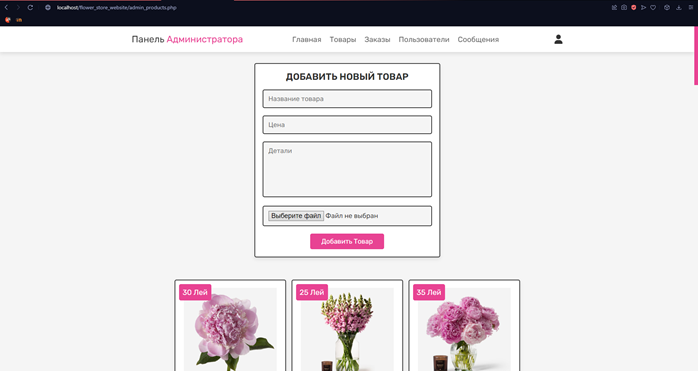 localhost/flower_store_website/admin_products.php
Панель Администратора
Главная Товары Заказы Пользователи Сообщения
ДОБАВИТЬ НОВЫЙ ТОВАР
Название товара
Цена
Детали
Выберите файл Файл не выбран
Добавить Товар
30 Лей 25 Лей 35 Лей